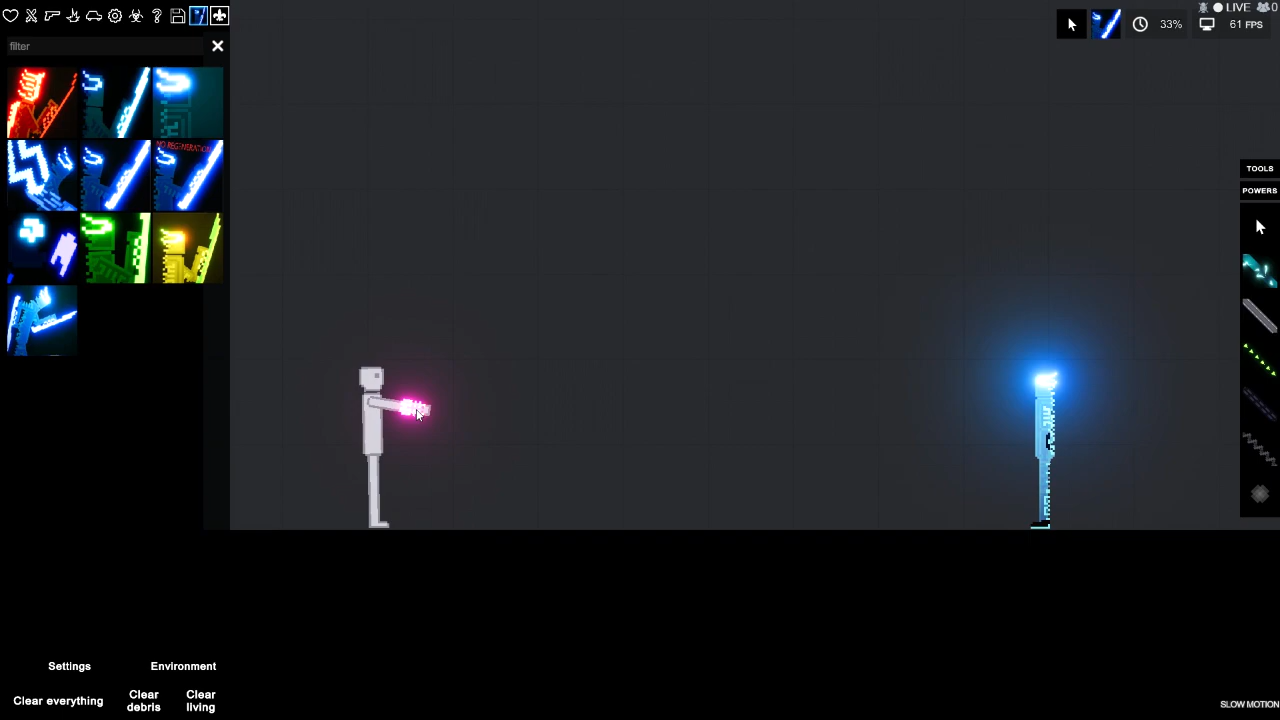 LIVE 0
33% 61 FPS
filter
NO REGENERATION
TOOLS
POWERS
Settings
Environment
Clear everything
Clear debris
Clear living
SLOW MOTION